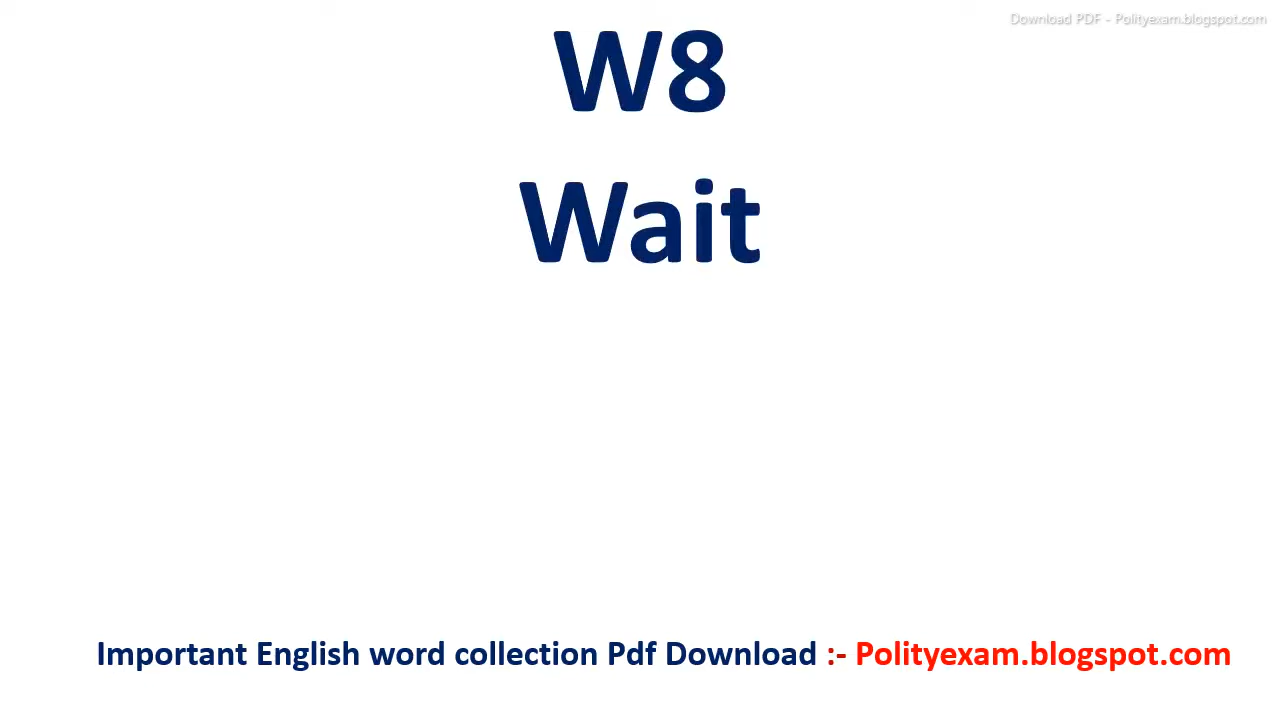 Download PDF - Polityexam.blogspot.com
W8
Wait
Important English word collection Pdf Download :- Polityexam.blogspot.com